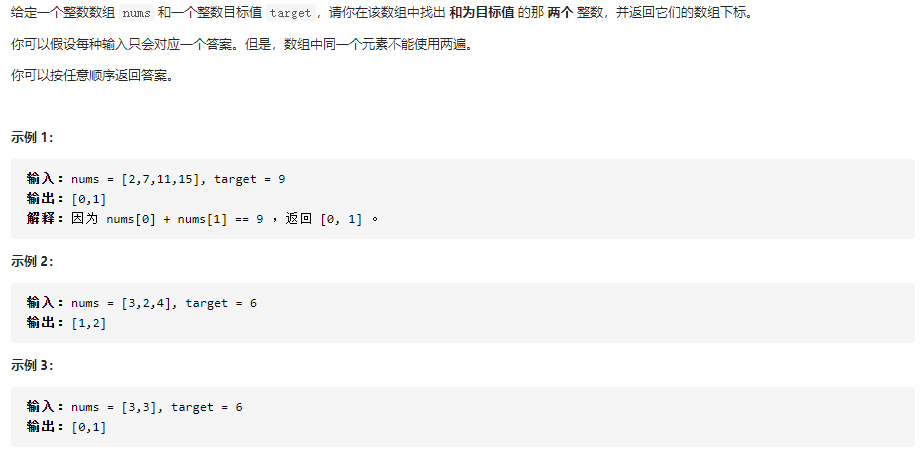 给定一个整数数组 nums 和一个整数目标值 target，请你在该数组中找出 和为目标值 的那 两个 整数，并返回它们的数组下标。
你可以假设每种输入只会对应一个答案。但是，数组中同一个元素不能使用两遍。
你可以按任意顺序返回答案。
示例 1：
输入：nums = [2,7,11,15], target = 9
输出：[0,1]
解释：因为 nums[0] + nums[1] == 9 ，返回 [0, 1] 。
示例 2：
输入：nums = [3,2,4], target = 6
输出：[1,2]
示例 3：
输入：nums = [3,3], target = 6
输出：[0,1]